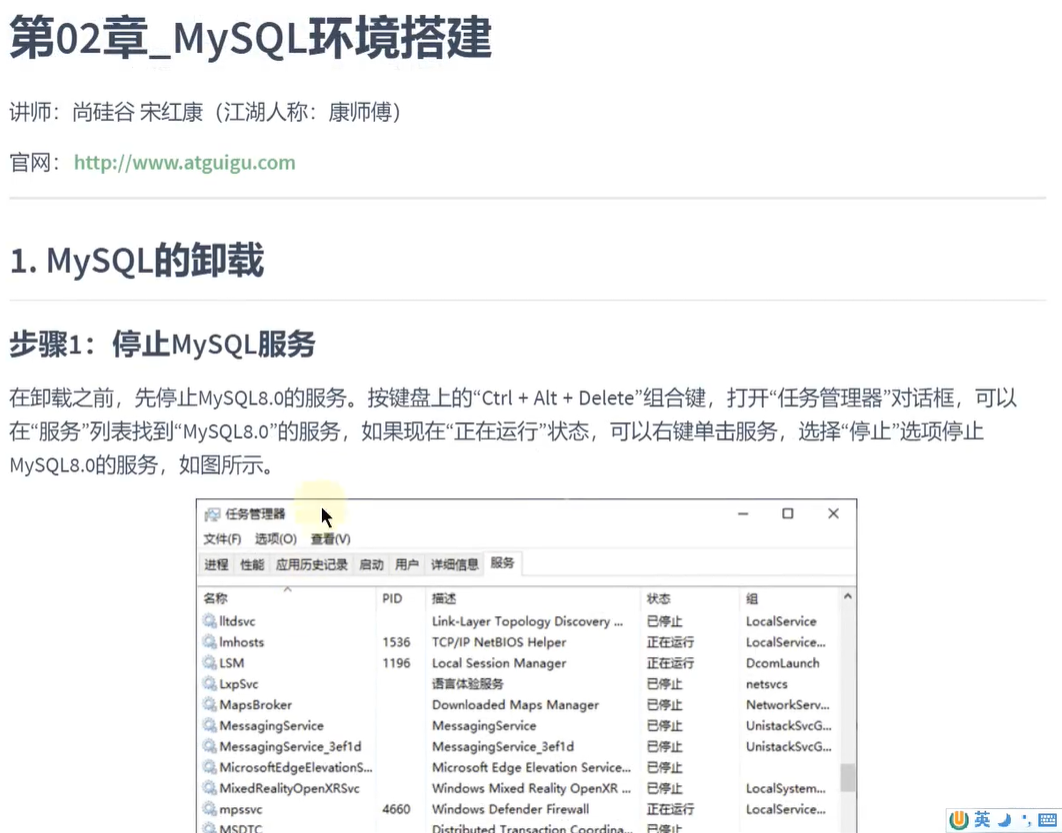 第02章_MySQL环境搭建
讲师：尚硅谷 宋红康（江湖人称：康师傅）
官网：http://www.atguigu.com
1. MySQL的卸载
步骤1：停止MySQL服务
在卸载之前，先停止MySQL8.0的服务。按键盘上的“Ctrl + Alt + Delete”组合键，打开“任务管理器”对话框，可以
在“服务”列表找到“MySQL8.0”的服务，如果现在“正在运行”状态，可以右键单击服务，选择“停止”选项停止
MySQL8.0的服务，如图所示。
任务管理器
文件(F) 选项(O) 查看(V)
进程 性能 应用历史记录 启动 用户 详细信息 服务
名称 PID 描述 状态 组
lltdsvc Link-Layer Topology Discovery ... 已停止 LocalService
lmhosts 1536 TCP/IP NetBIOS Helper 正在运行 LocalService...
LSM 1196 Local Session Manager 正在运行 DcomLaunch
LxpSvc 语言体验服务 已停止 netsvcs
MapsBroker Downloaded Maps Manager 已停止 NetworkServ...
MessagingService MessagingService 已停止 UnistackSvcG...
MessagingService_3ef1d MessagingService_3ef1d 已停止 UnistackSvcG...
MicrosoftEdgeElevationS... Microsoft Edge Elevation Service... 已停止
MixedRealityOpenXRSvc Windows Mixed Reality OpenXR ... 已停止 LocalSystem...
mpssvc 4660 Windows Defender Firewall 正在运行 LocalService...
MSDTC Distributed Transaction Coordina... 已停止
英